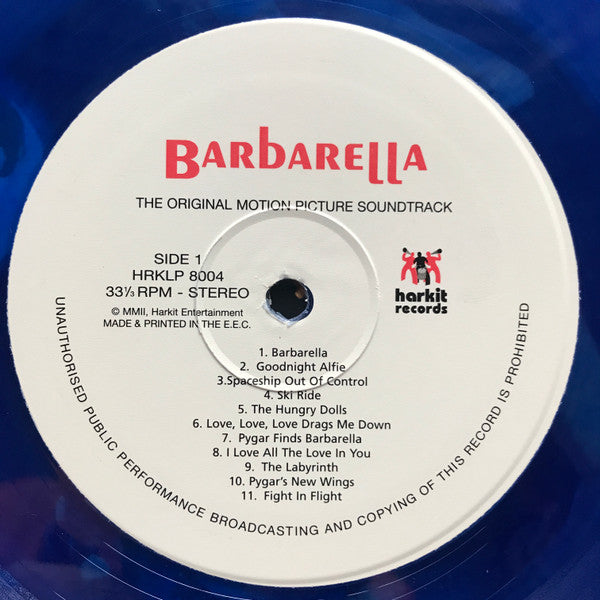 BARBARELLA
THE ORIGINAL MOTION PICTURE SOUNDTRACK
SIDE 1
HRKLP 8004
33⅓ RPM - STEREO
© MMII, Harkit Entertainment
MADE & PRINTED IN THE E.E.C.
harkit
records
1. Barbarella
2. Goodnight Alfie
3.Spaceship Out Of Control
4. Ski Ride
5. The Hungry Dolls
6. Love, Love, Love Drags Me Down
7. Pygar Finds Barbarella
8. I Love All The Love In You
9. The Labyrinth
10. Pygar's New Wings
11. Fight In Flight
UNAUTHORISED PUBLIC PERFORMANCE BROADCASTING AND COPYING OF THIS RECORD IS PROHIBITED